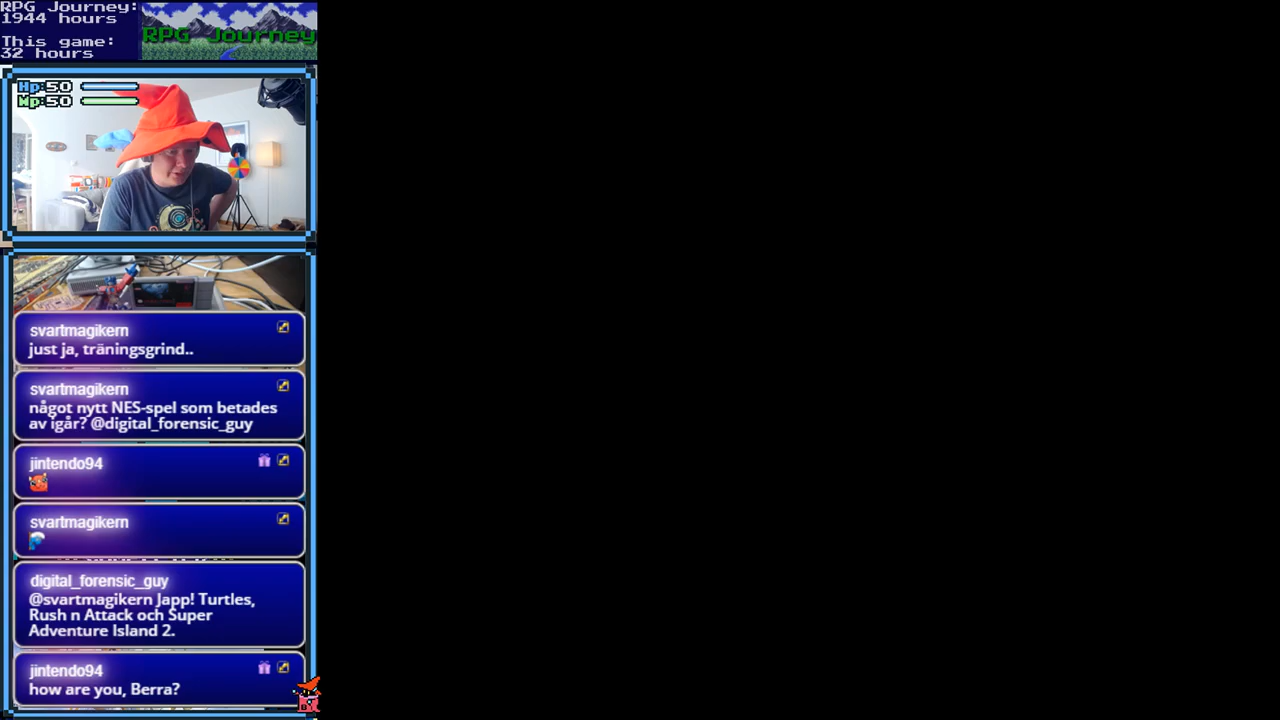 RPG Journey:
1944 hours
This game:
32 hours
RPG Journey
Hp:50
Mp:50
svartmagikern
just ja, träningsgrind..
svartmagikern
något nytt NES-spel som betades
av igår? @digital_forensic_guy
jintendo94
svartmagikern
digital_forensic_guy
@svartmagikern Japp! Turtles,
Rush n Attack och Super
Adventure Island 2.
jintendo94
how are you, Berra?